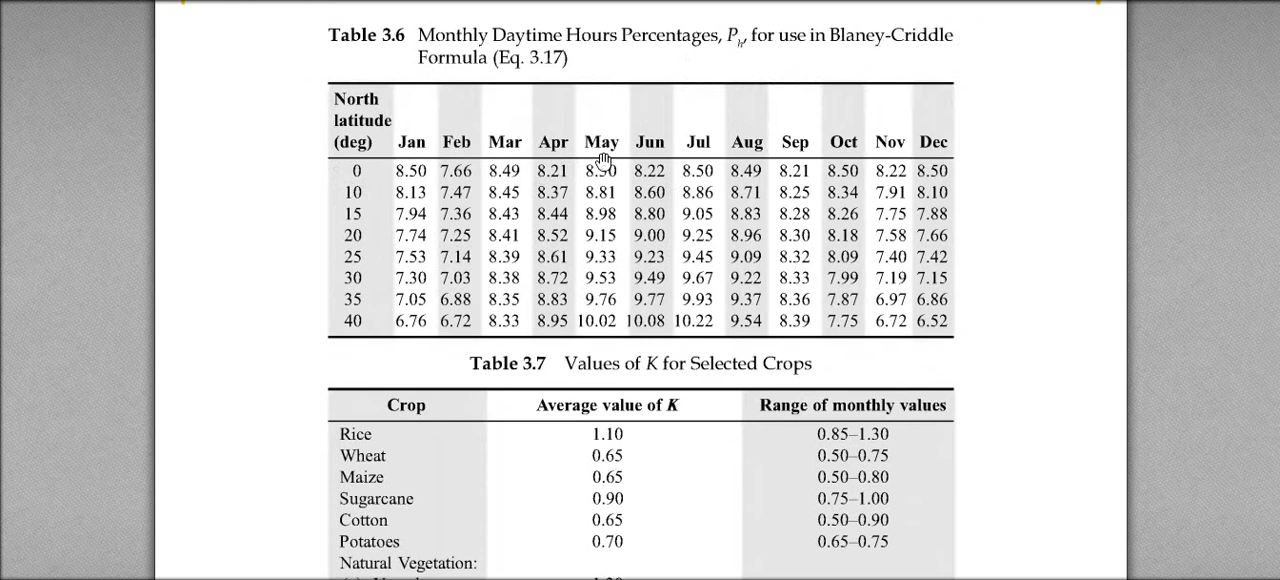 Table 3.6 Monthly Daytime Hours Percentages, Ph, for use in Blaney-Criddle
Formula (Eq. 3.17)
North
latitude
(deg) Jan Feb Mar Apr May Jun Jul Aug Sep Oct Nov Dec
0 8.50 7.66 8.49 8.21 8.50 8.22 8.50 8.49 8.21 8.50 8.22 8.50
10 8.13 7.47 8.45 8.37 8.81 8.60 8.86 8.71 8.25 8.34 7.91 8.10
15 7.94 7.36 8.43 8.44 8.98 8.80 9.05 8.83 8.28 8.26 7.75 7.88
20 7.74 7.25 8.41 8.52 9.15 9.00 9.25 8.96 8.30 8.18 7.58 7.66
25 7.53 7.14 8.39 8.61 9.33 9.23 9.45 9.09 8.32 8.09 7.40 7.42
30 7.30 7.03 8.38 8.72 9.53 9.49 9.67 9.22 8.33 7.99 7.19 7.15
35 7.05 6.88 8.35 8.83 9.76 9.77 9.93 9.37 8.36 7.87 6.97 6.86
40 6.76 6.72 8.33 8.95 10.02 10.08 10.22 9.54 8.39 7.75 6.72 6.52
Table 3.7 Values of K for Selected Crops
Crop Average value of K Range of monthly values
Rice 1.10 0.85–1.30
Wheat 0.65 0.50–0.75
Maize 0.65 0.50–0.80
Sugarcane 0.90 0.75–1.00
Cotton 0.65 0.50–0.90
Potatoes 0.70 0.65–0.75
Natural Vegetation: